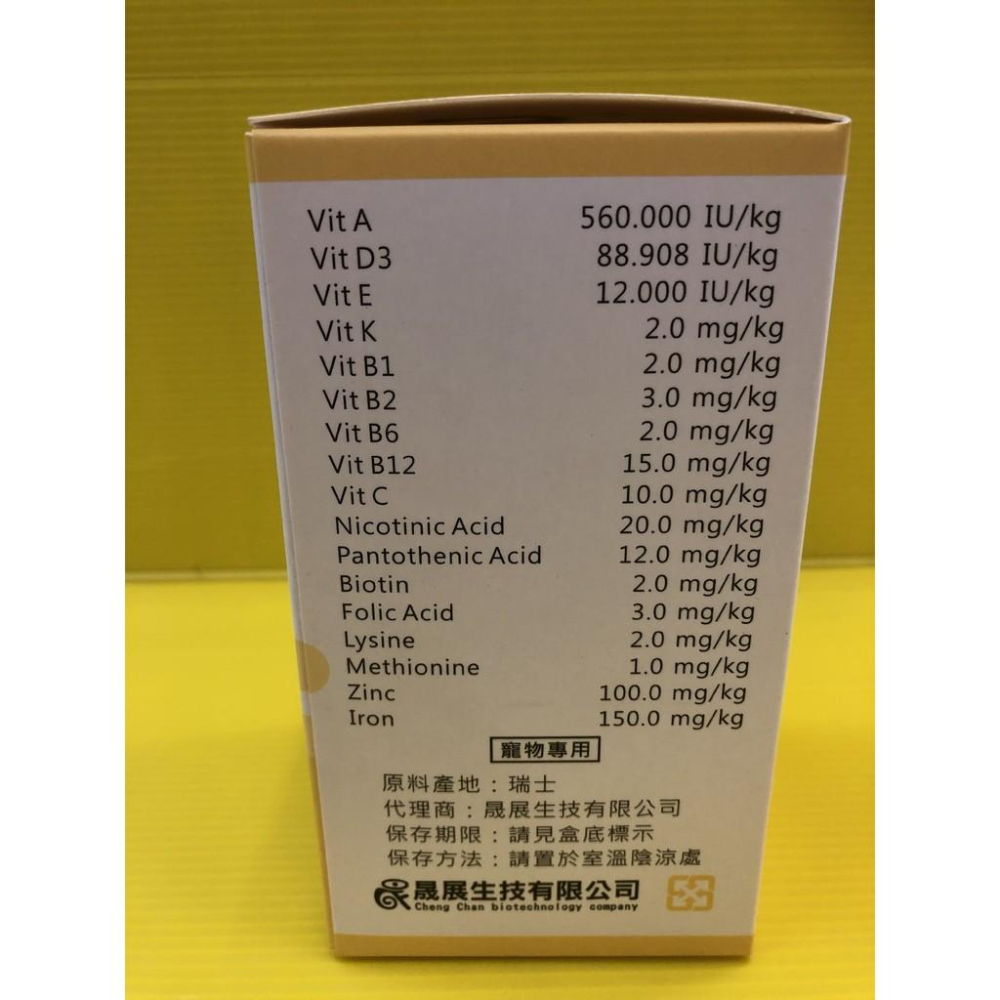 Vit A 560.000 IU/kg
Vit D3 88.908 IU/kg
Vit E 12.000 IU/kg
Vit K 2.0 mg/kg
Vit B1 2.0 mg/kg
Vit B2 3.0 mg/kg
Vit B6 2.0 mg/kg
Vit B12 15.0 mg/kg
Vit C 10.0 mg/kg
Nicotinic Acid 20.0 mg/kg
Pantothenic Acid 12.0 mg/kg
Biotin 2.0 mg/kg
Folic Acid 3.0 mg/kg
Lysine 2.0 mg/kg
Methionine 1.0 mg/kg
Zinc 100.0 mg/kg
Iron 150.0 mg/kg
寵物專用
原料產地：瑞士
代理商：晟展生技有限公司
保存期限：請見盒底標示
保存方法：請置於室溫陰涼處
晟展生技有限公司
Cheng Chan biotechnology company